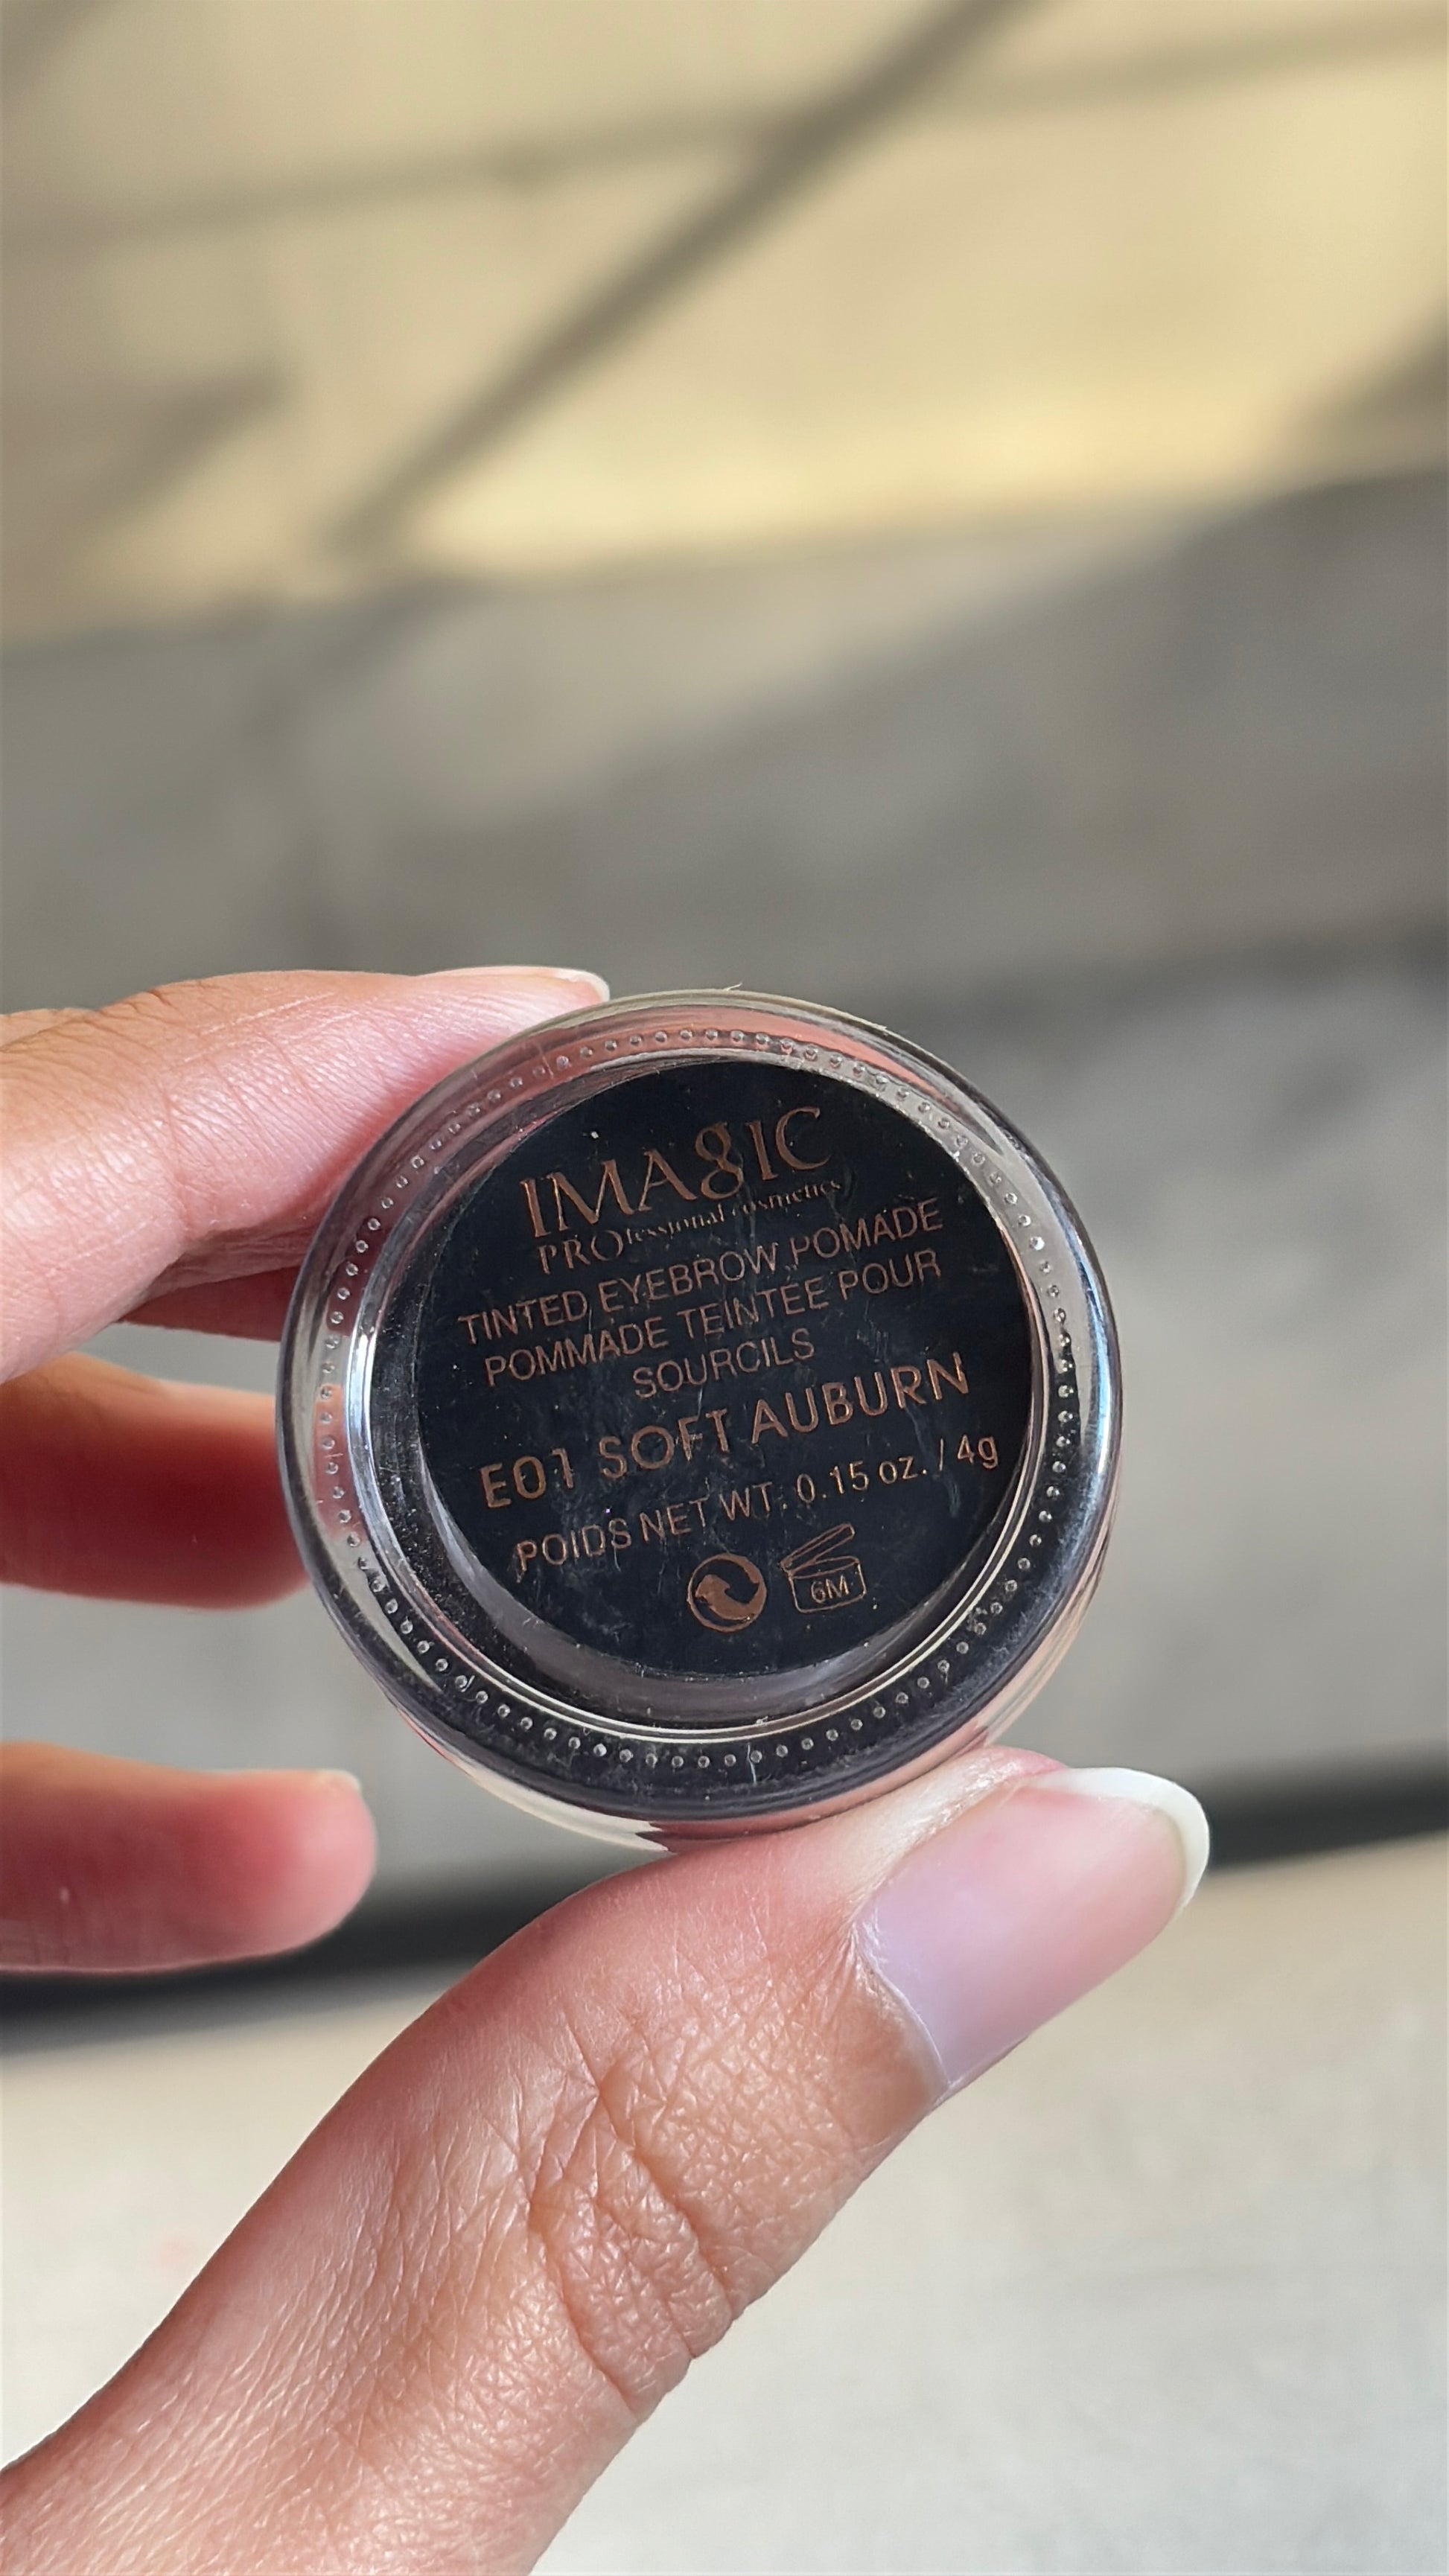 IMAGIC
PROfessional cosmetics
TINTED EYEBROW POMADE
POMMADE TEINTÉE POUR
SOURCILS
E01 SOFT AUBURN
POIDS NET WT: 0.15 oz. / 4g
6M